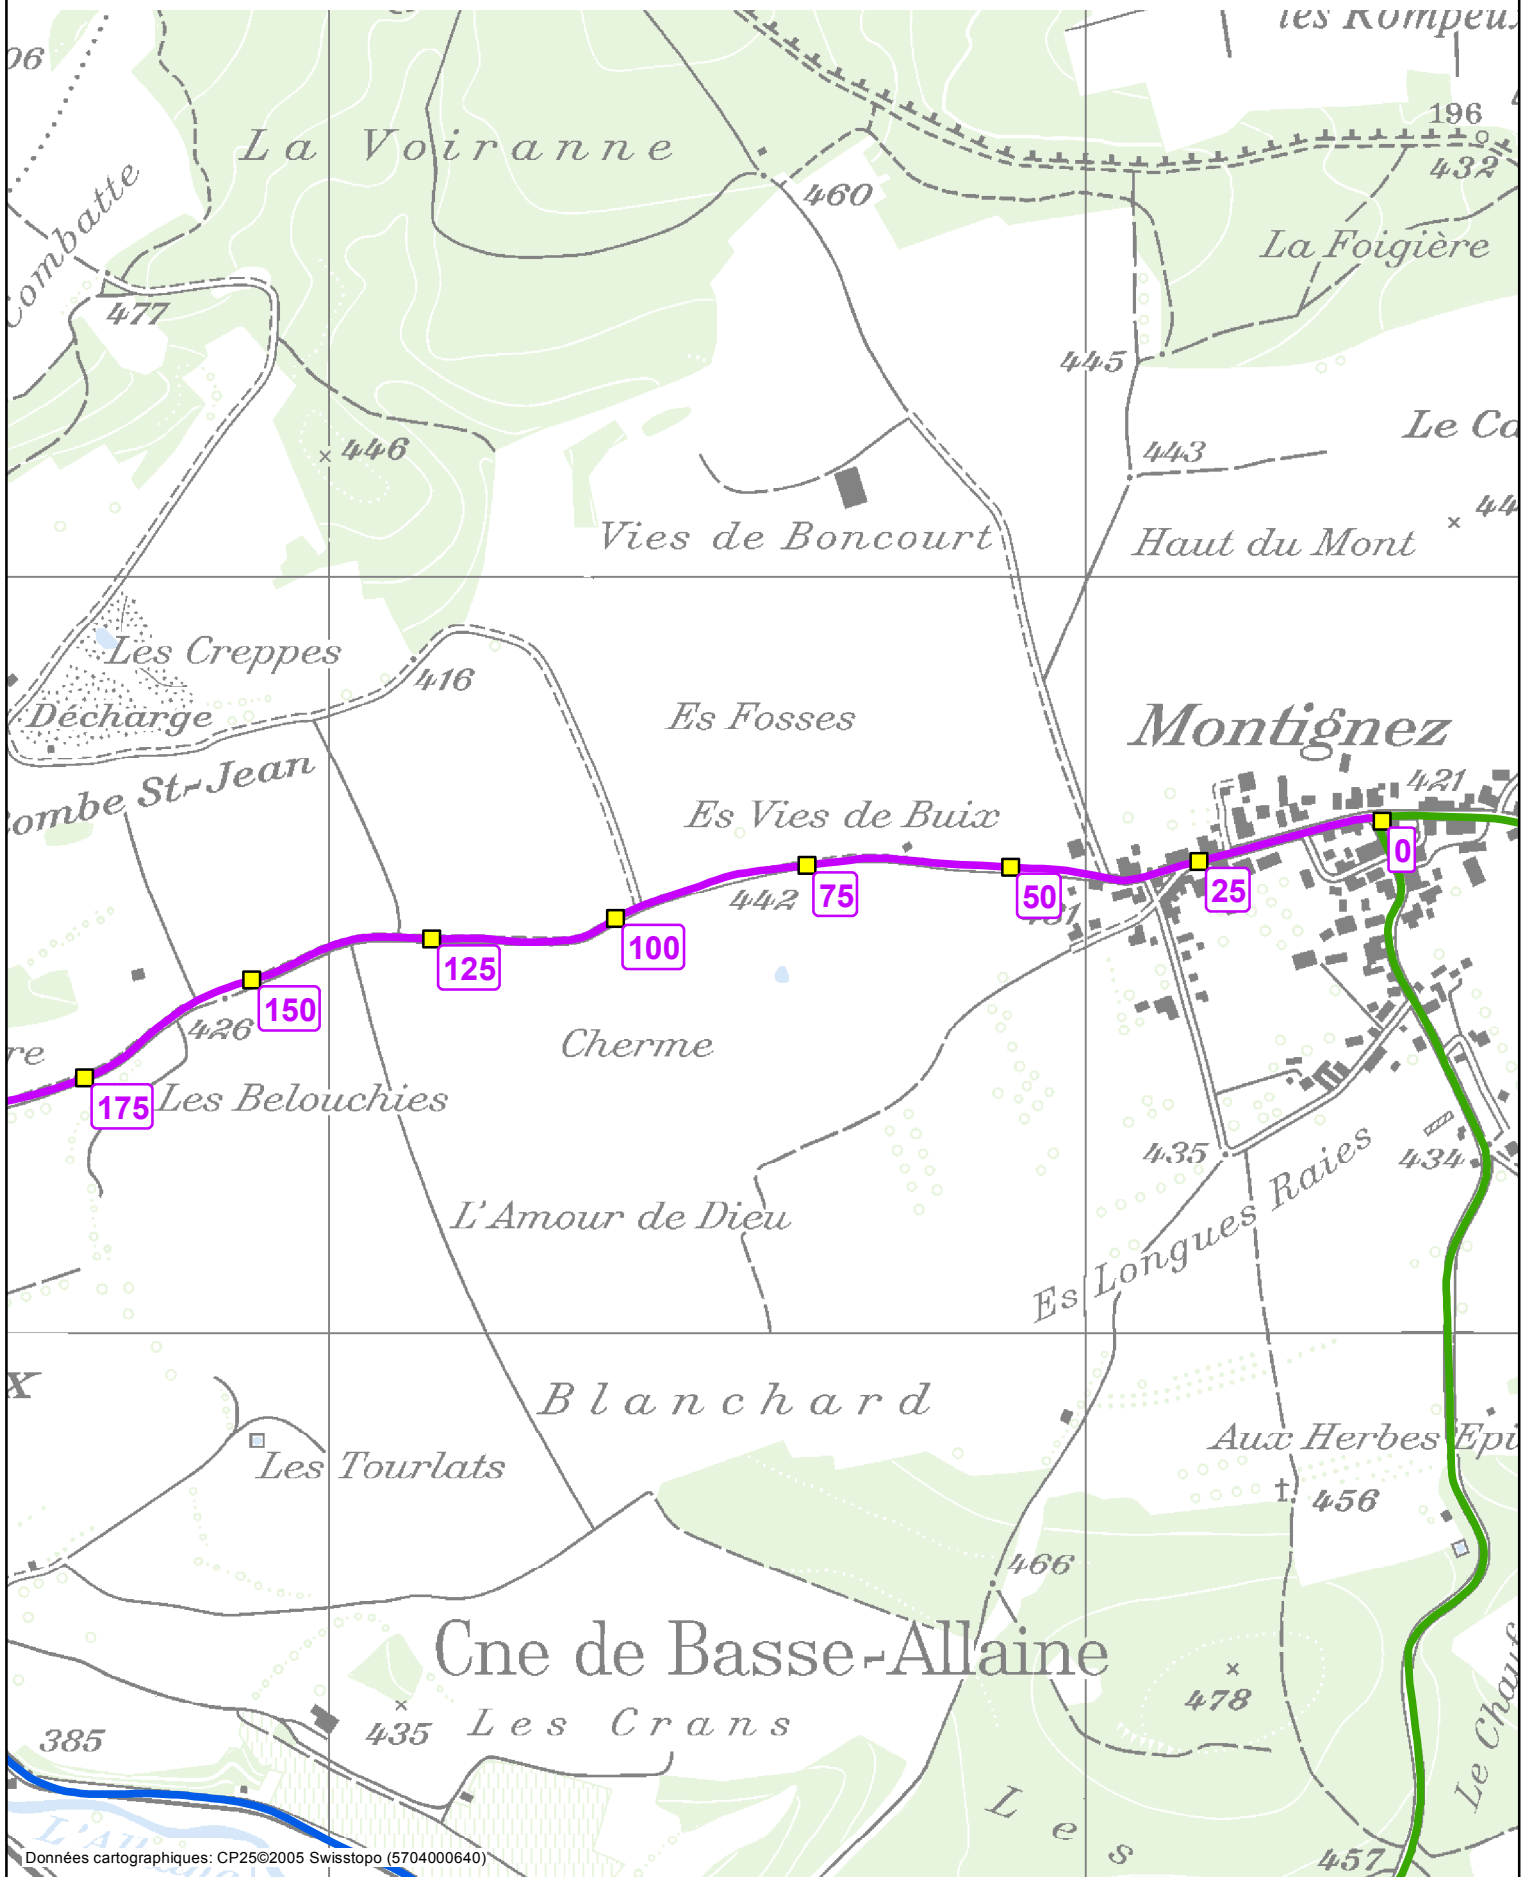 les
196
432
La Voiranne
Combatte
460
La Foigière
477
445
446
443
Vies de Boncourt
Haut du Mont
Les Creppes
416
Décharge
Es Fosses
Montignez
St-Jean
421
Es Vies de Buix
0
75
50
25
442
100
125
150
426
Cherme
175
Les Belouchies
435
434
L'Amour de Dieu
Es Longues Raies
Blanchard
Aux Herbes
Les Tourlats
456
466
Cne de Basse-Allaine
478
435
Les Crans
385
Les
457
Données cartographiques: CP25©2005 Swisstopo (5704000640)